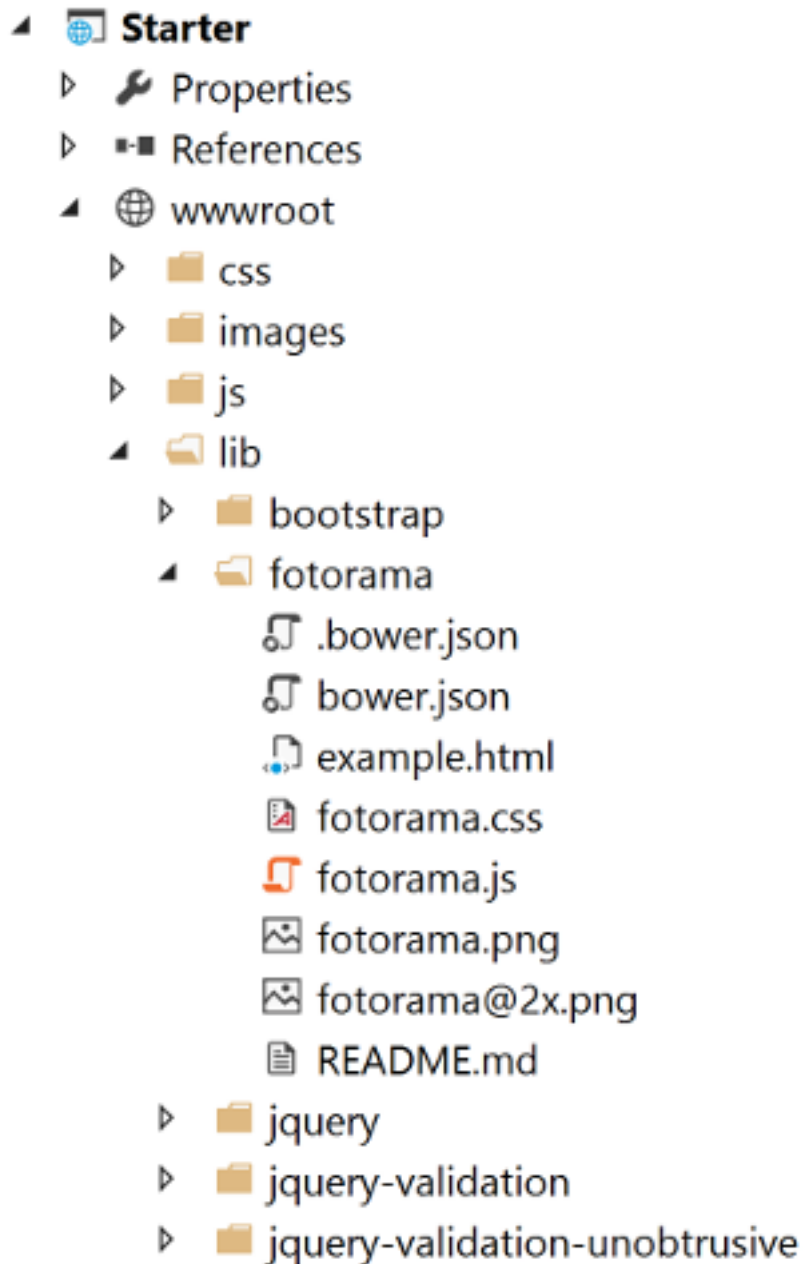 Starter
Properties
References
wwwroot
css
images
js
lib
bootstrap
fotorama
.bower.json
bower.json
example.html
fotorama.css
fotorama.js
fotorama.png
fotorama@2x.png
README.md
jquery
jquery-validation
jquery-validation-unobtrusive